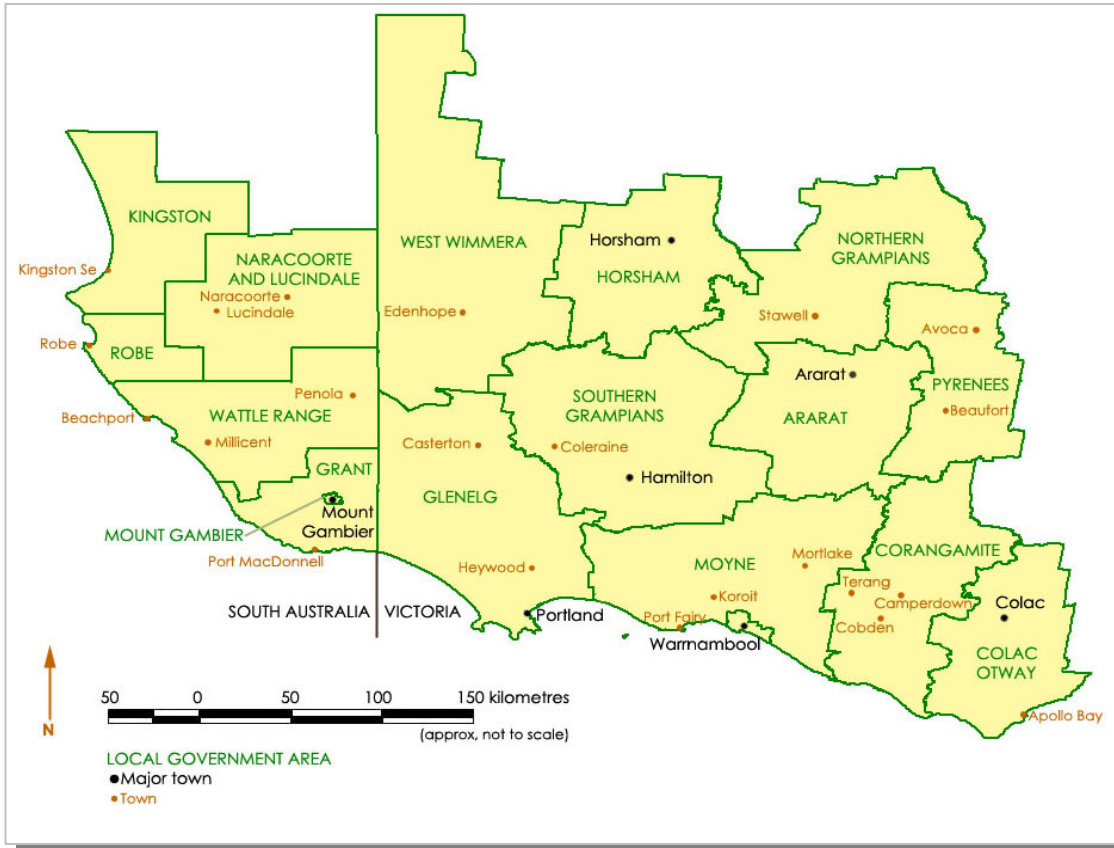 KINGSTON
Kingston Se
NARACOORTE
AND LUCINDALE
Naracoorte
Lucindale
WEST WIMMERA
Edenhope
Horsham
HORSHAM
NORTHERN
GRAMPIANS
Stawell
Avoca
Robe
ROBE
Ararat
ARARAT
PYRENEES
Beaufort
Penola
Beachport
WATTLE RANGE
Millicent
SOUTHERN
GRAMPIANS
Casterton
Coleraine
Hamilton
GRANT
GLENELG
Mount
Gambier
MOUNT GAMBIER
Port MacDonnell
Heywood
MOYNE
Mortlake
CORANGAMITE
Terang
Camperdown
Cobden
Koroit
Port Fairy
Warrnambool
Portland
SOUTH AUSTRALIA
VICTORIA
Colac
COLAC
OTWAY
Apollo Bay
N
50 0 50 100 150 kilometres
(approx, not to scale)
LOCAL GOVERNMENT AREA
Major town
Town